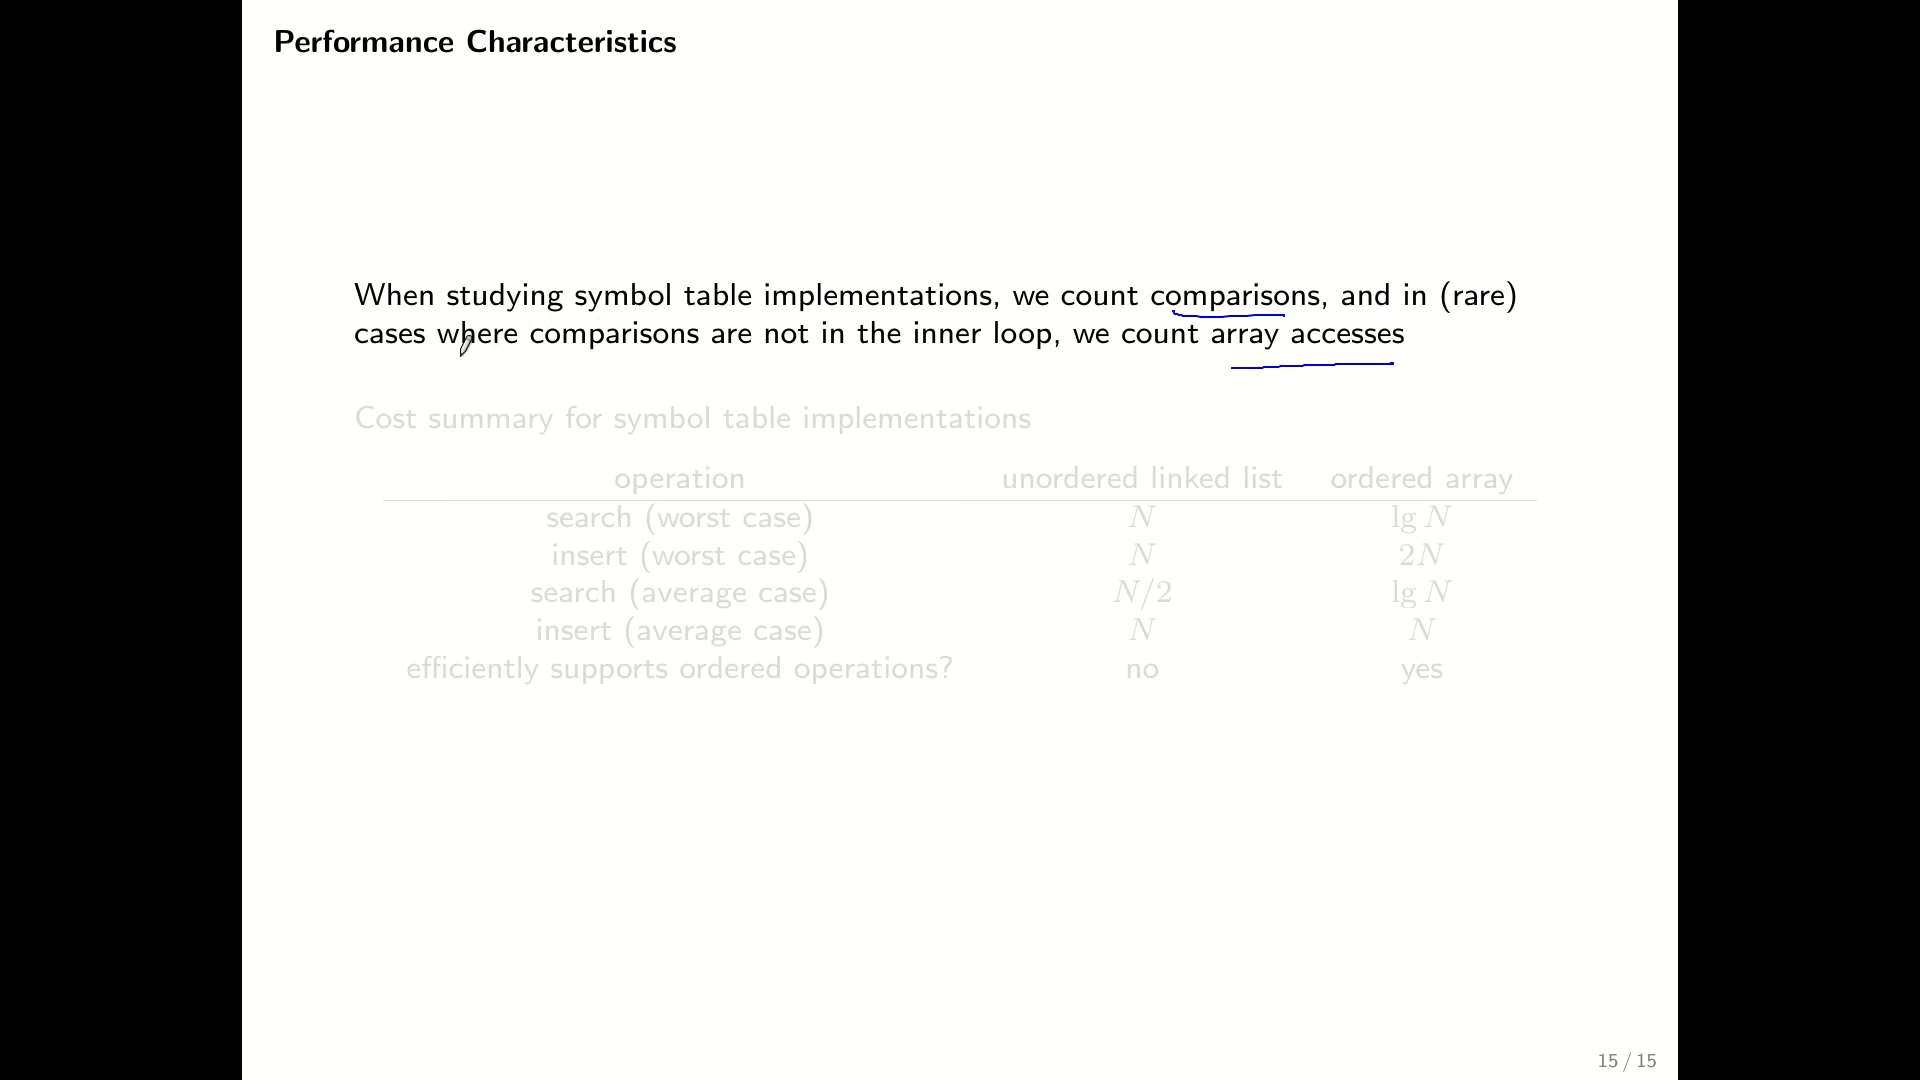 Performance Characteristics
When studying symbol table implementations, we count comparisons, and in (rare)
cases where comparisons are not in the inner loop, we count array accesses
Cost summary for symbol table implementations
operation unordered linked list ordered array
search (worst case) N lg N
insert (worst case) N 2N
search (average case) N/2 lg N
insert (average case) N N
efficiently supports ordered operations? no yes
15 / 15